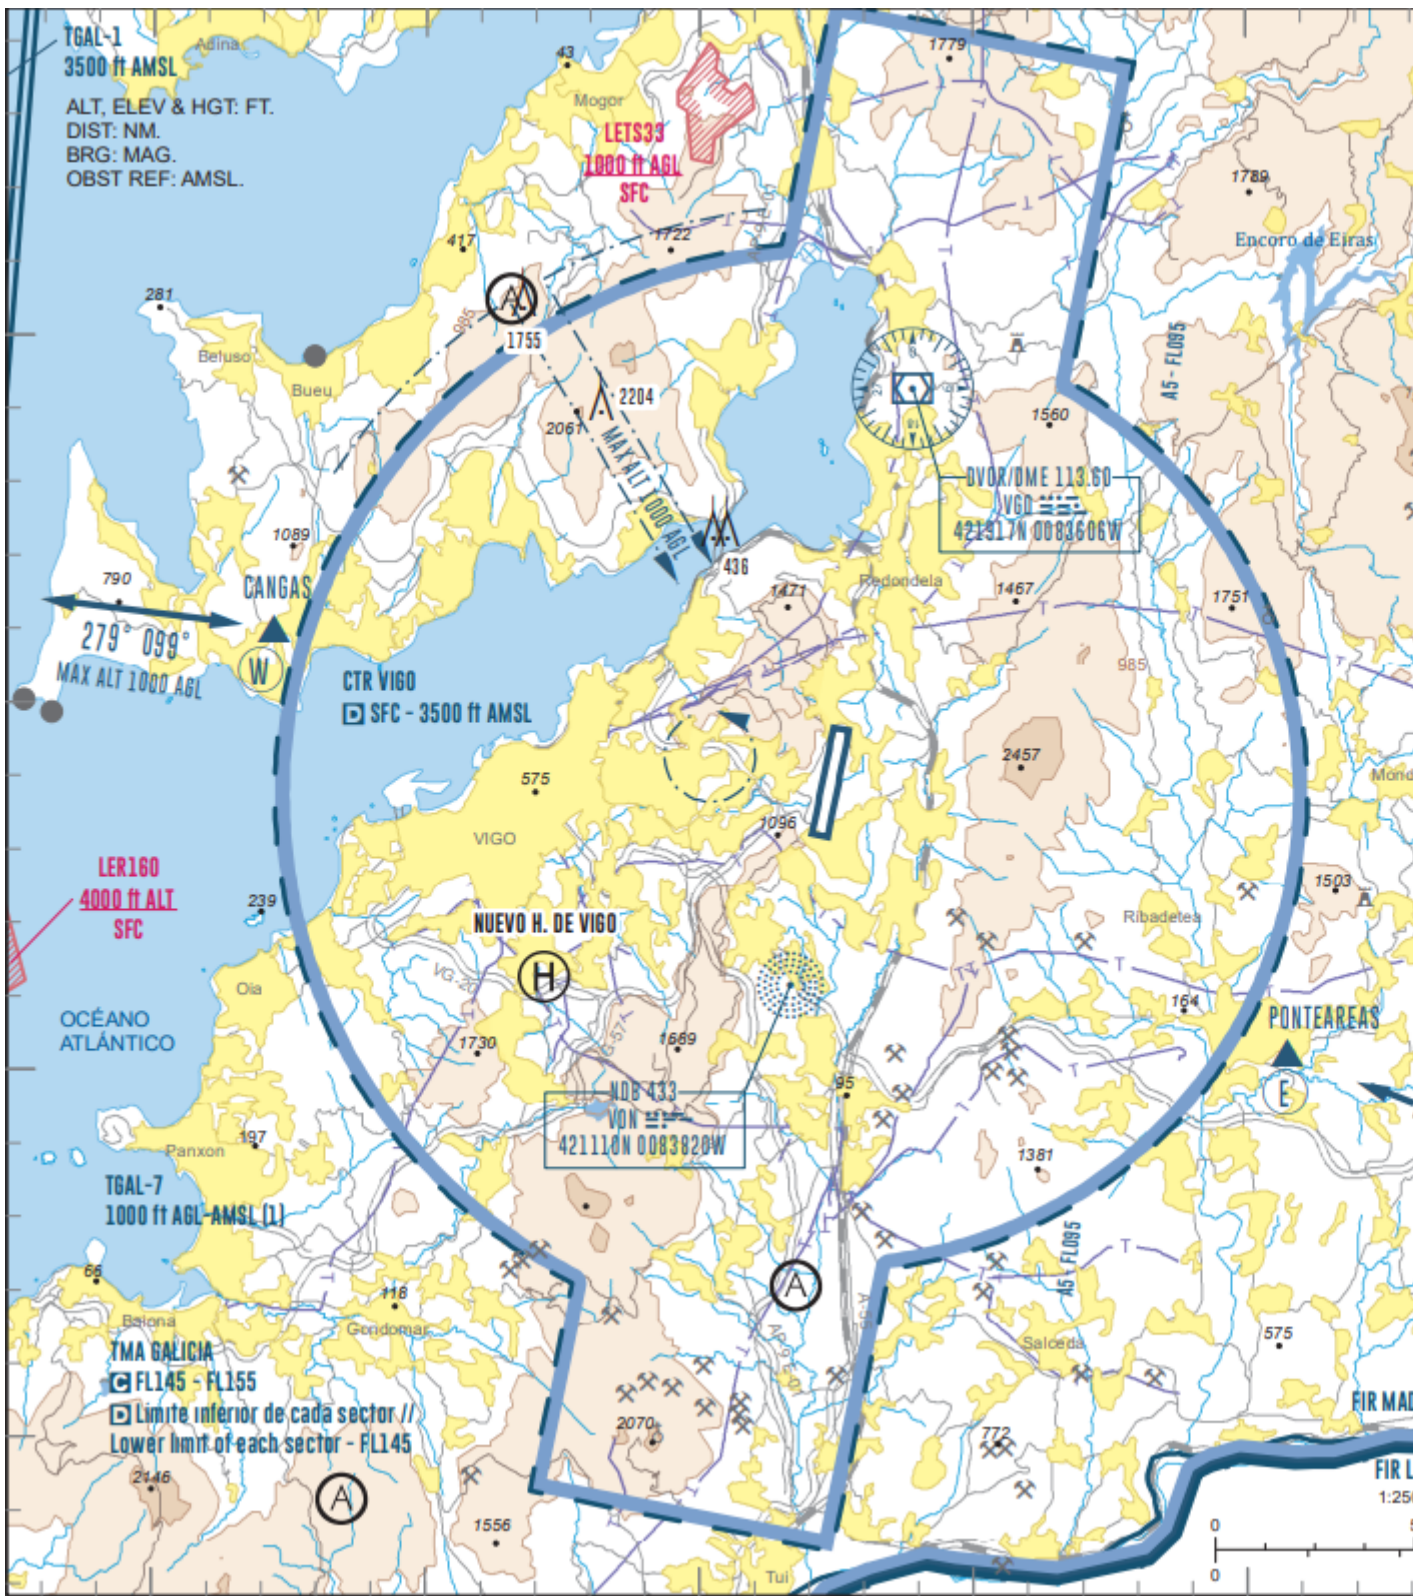 TGAL-1
3500 ft AMSL
ALT, ELEV & HGT: FT.
DIST: NM.
BRG: MAG.
OBST REF: AMSL.
Adina
43
Mogor
LETS33
1000 ft AGL
SFC
1779
1789
Encoro de Eiras
417
1722
281
985
1755
Beluso
Bueu
2204
2061
MAX ALT 1000 AGL
A5 - FL095
1560
DVOR/DME 113.60
VGO
421917N 0083606W
1089
436
790
CANGAS
279° 099°
MAX ALT 1000 AGL
W
Redondela
1471
1467
1751
985
CTR VIGO
D SFC - 3500 ft AMSL
2457
575
VIGO
1096
LER160
4000 ft ALT
SFC
239
NUEVO H. DE VIGO
H
VG-20
Ribadetea
1503
Oia
OCÉANO
ATLÁNTICO
164
PONTEAREAS
E
1730
1669
NDB 433
VON
421110N 0083820W
95
197
Panxon
1381
TGAL-7
1000 ft AGL-AMSL (1)
A5 - FL095
66
118
Baiona
Gondomar
A
Salceda
575
TMA GALICIA
C FL145 - FL155
D Límite inferior de cada sector //
Lower limit of each sector - FL145
2070
772
FIR MAD
FIR L
2146
A
1556
Tui
0
0